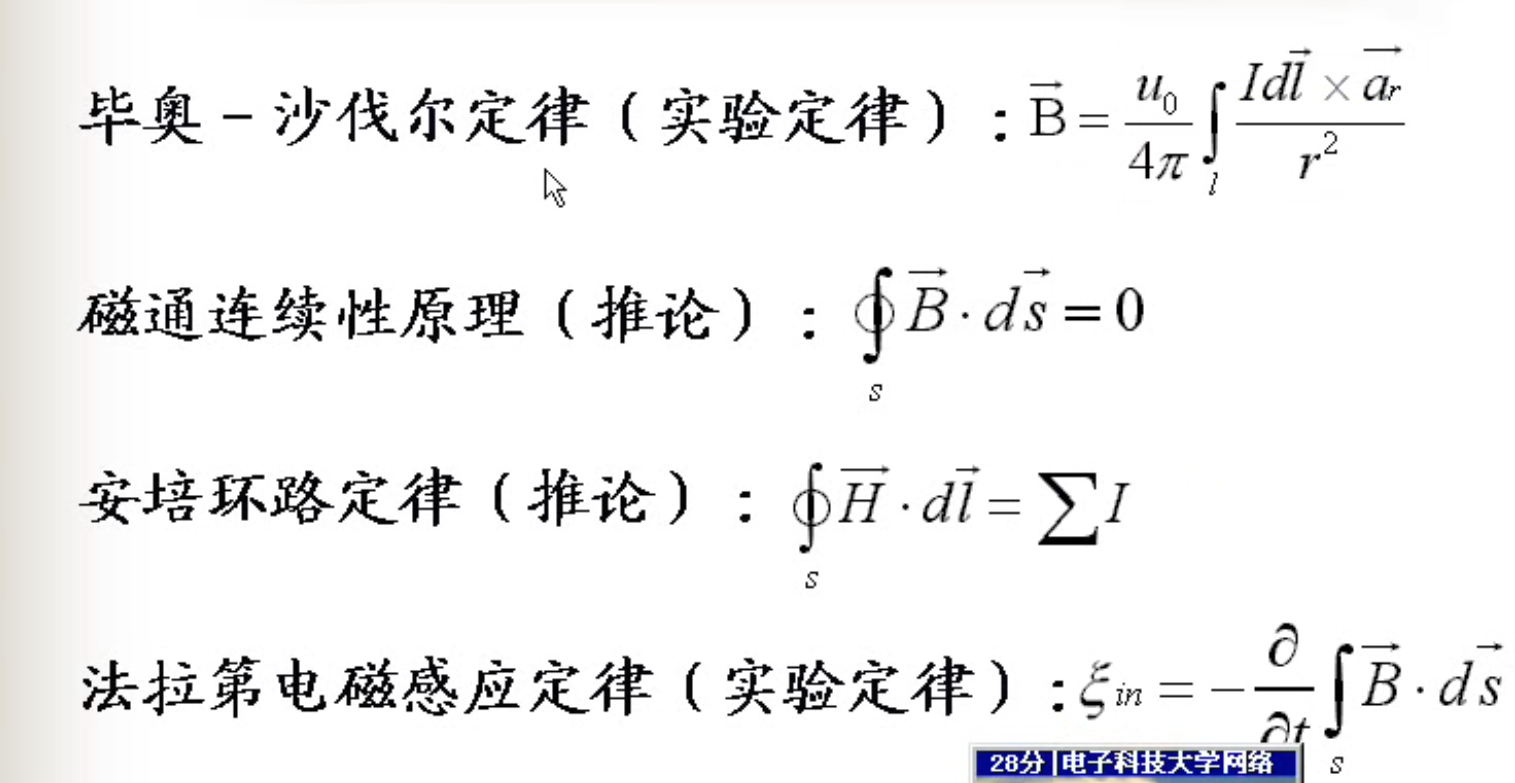 毕奥-沙伐尔定律(实验定律):$\vec{B}=\frac{u_0}{4\pi}\int_l\frac{Id\vec{l}\times\vec{a_r}}{r^2}$
磁通连续性原理(推论):$\oint_s\vec{B}\cdot d\vec{s}=0$
安培环路定律(推论):$\oint_s\vec{H}\cdot d\vec{l}=\sum I$
法拉第电磁感应定律(实验定律):$\xi_{in}=-\frac{\partial}{\partial t}\int_s\vec{B}\cdot d\vec{s}$
28分|电子科技大学网络